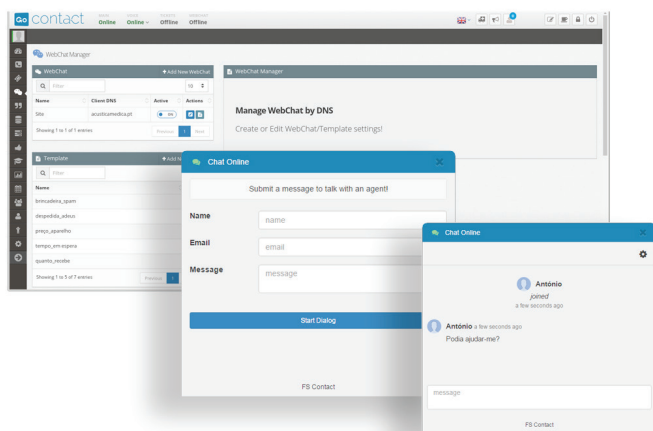 Go contact
Online Online Offline Offline
WebChat Manager
WebChat
Add New WebChat
Filter
10
Name Client DNS Active Actions
Site acusticamedica.pt ON
Showing 1 to 1 of 1 entries
Previous 1 Next
WebChat Manager
Manage WebChat by DNS
Create or Edit WebChat/Template settings!
Template
Filter
Name
brincadeira_spam
despedida_adeus
preço_aparelho
tempo_em espera
quanto_recebe
Showing 1 to 5 of 7 entries
Previous 1
Chat Online
Submit a message to talk with an agent!
Name
name
Email
email
Message
message
Start Dialog
FS Contact
Chat Online
António
joined
a few seconds ago
António a few seconds ago
Podia ajudar-me?
message
FS Contact